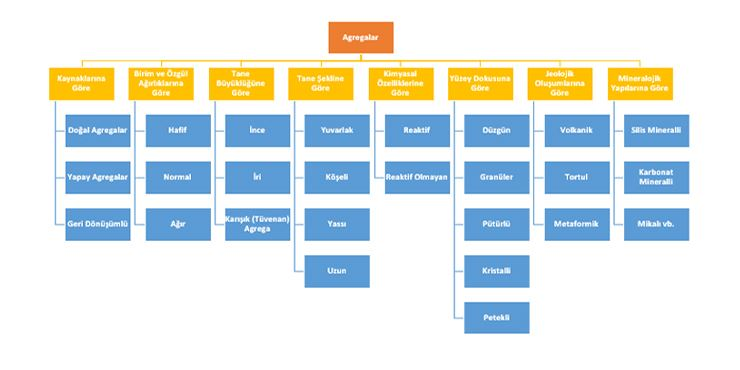 Agregalar
Kaynaklarına
Göre
Doğal Agregalar
Yapay Agregalar
Geri Dönüşümlü
Birim ve Özgül
Ağırlıklarına
Göre
Hafif
Normal
Ağır
Tane
Büyüklüğüne
Göre
İnce
İri
Karışık (Tüvenan)
Agrega
Tane Şekline
Göre
Yuvarlak
Köşeli
Yassı
Uzun
Kimyasal
Özelliklerine
Göre
Reaktif
Reaktif Olmayan
Yüzey Dokusuna
Göre
Düzgün
Granüler
Pütürlü
Kristalli
Petekli
Jeolojik
Oluşumlarına
Göre
Volkanik
Tortul
Metaformik
Mineralojik
Yapılarına Göre
Silis Mineralli
Karbonat
Mineralli
Mikalı vb.